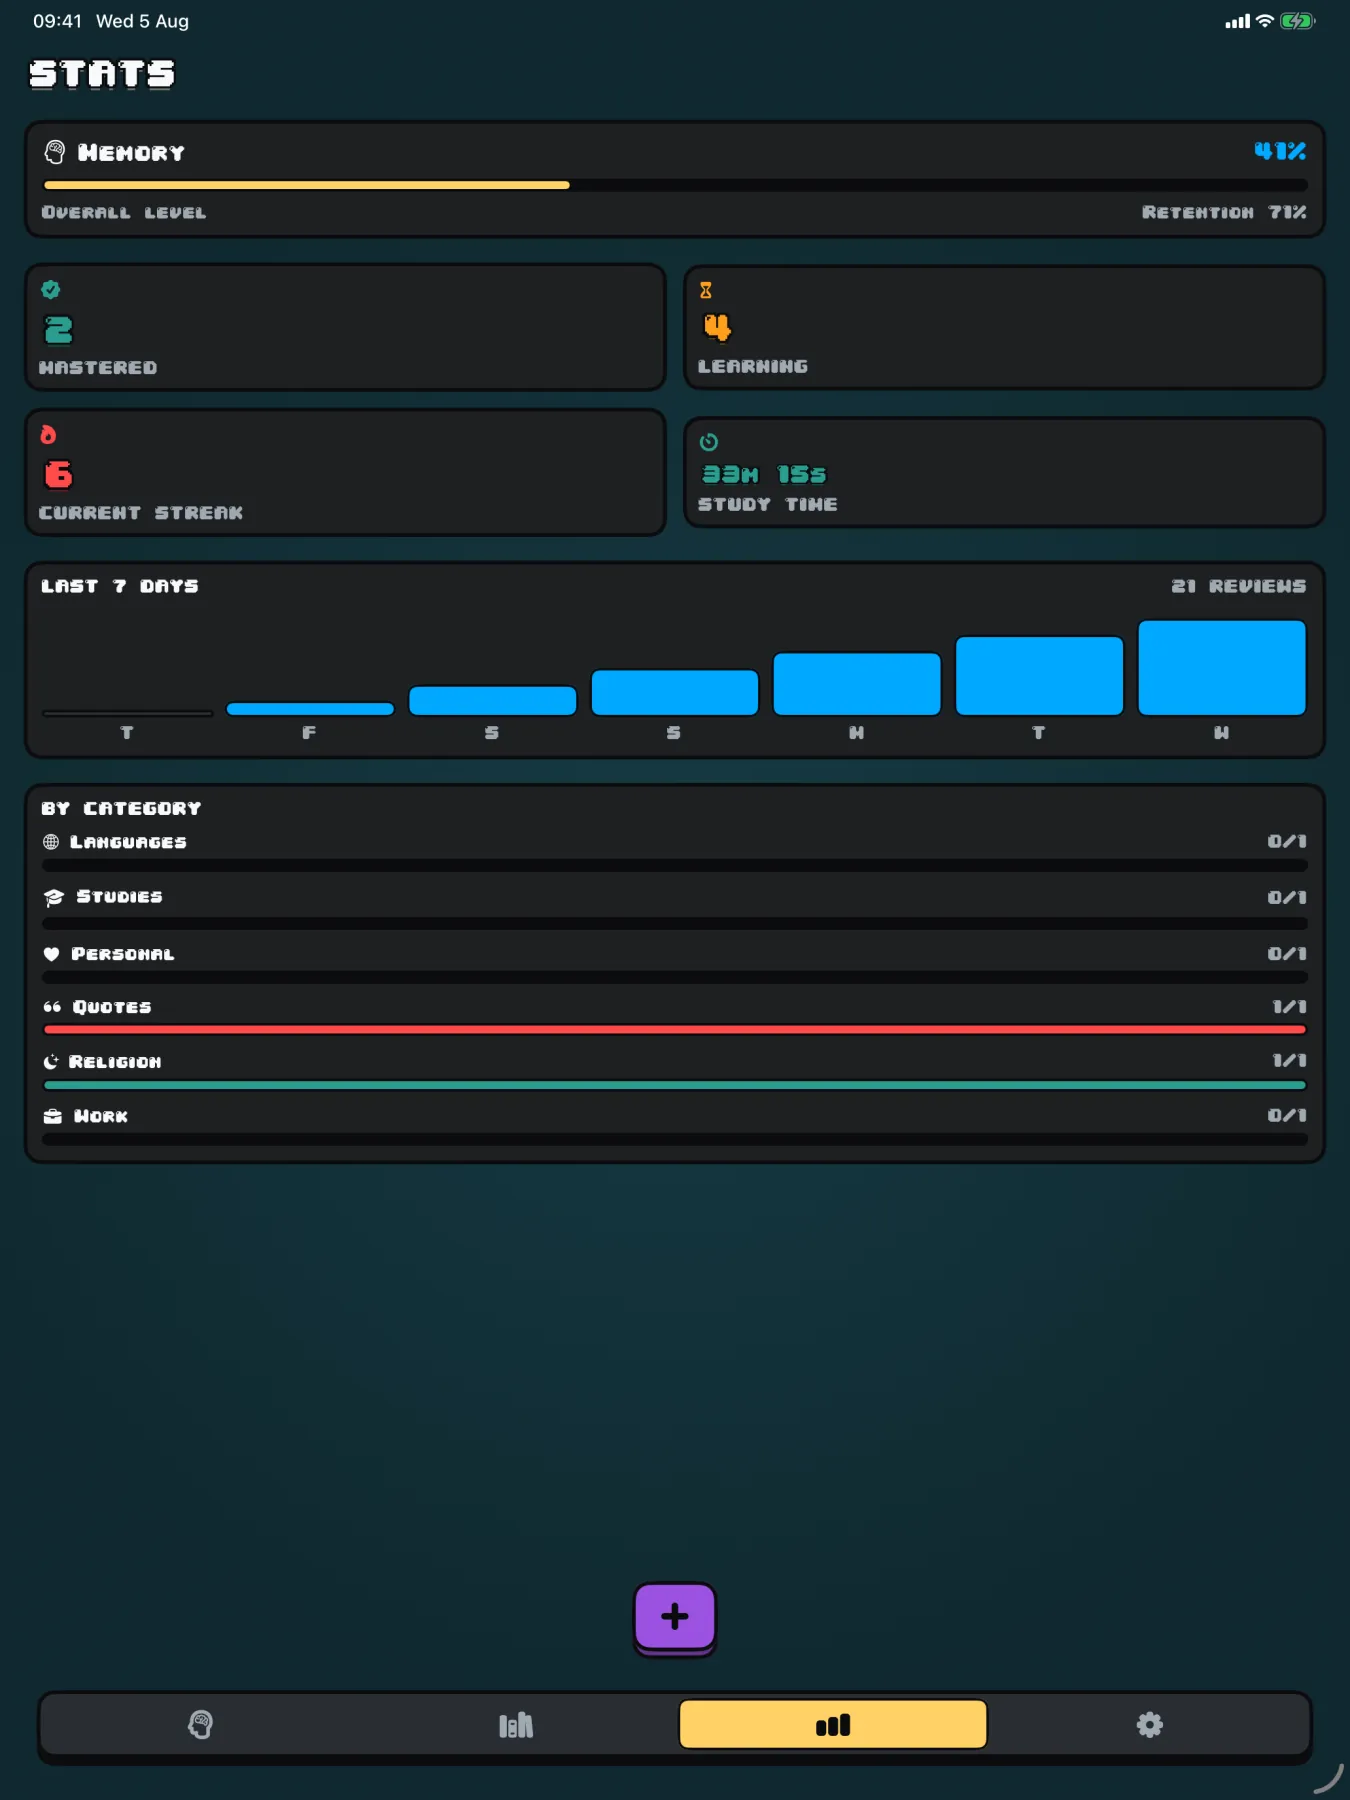 09:41 Wed 5 Aug
STATS
Memory 41%
Overall level Retention 71%
2
MASTERED
4
LEARNING
6
CURRENT STREAK
33m 15s
STUDY TIME
LAST 7 DAYS 21 REVIEWS
T F S S M T W
BY CATEGORY
Languages 0/1
Studies 0/1
Personal 0/1
Quotes 1/1
Religion 1/1
Work 0/1